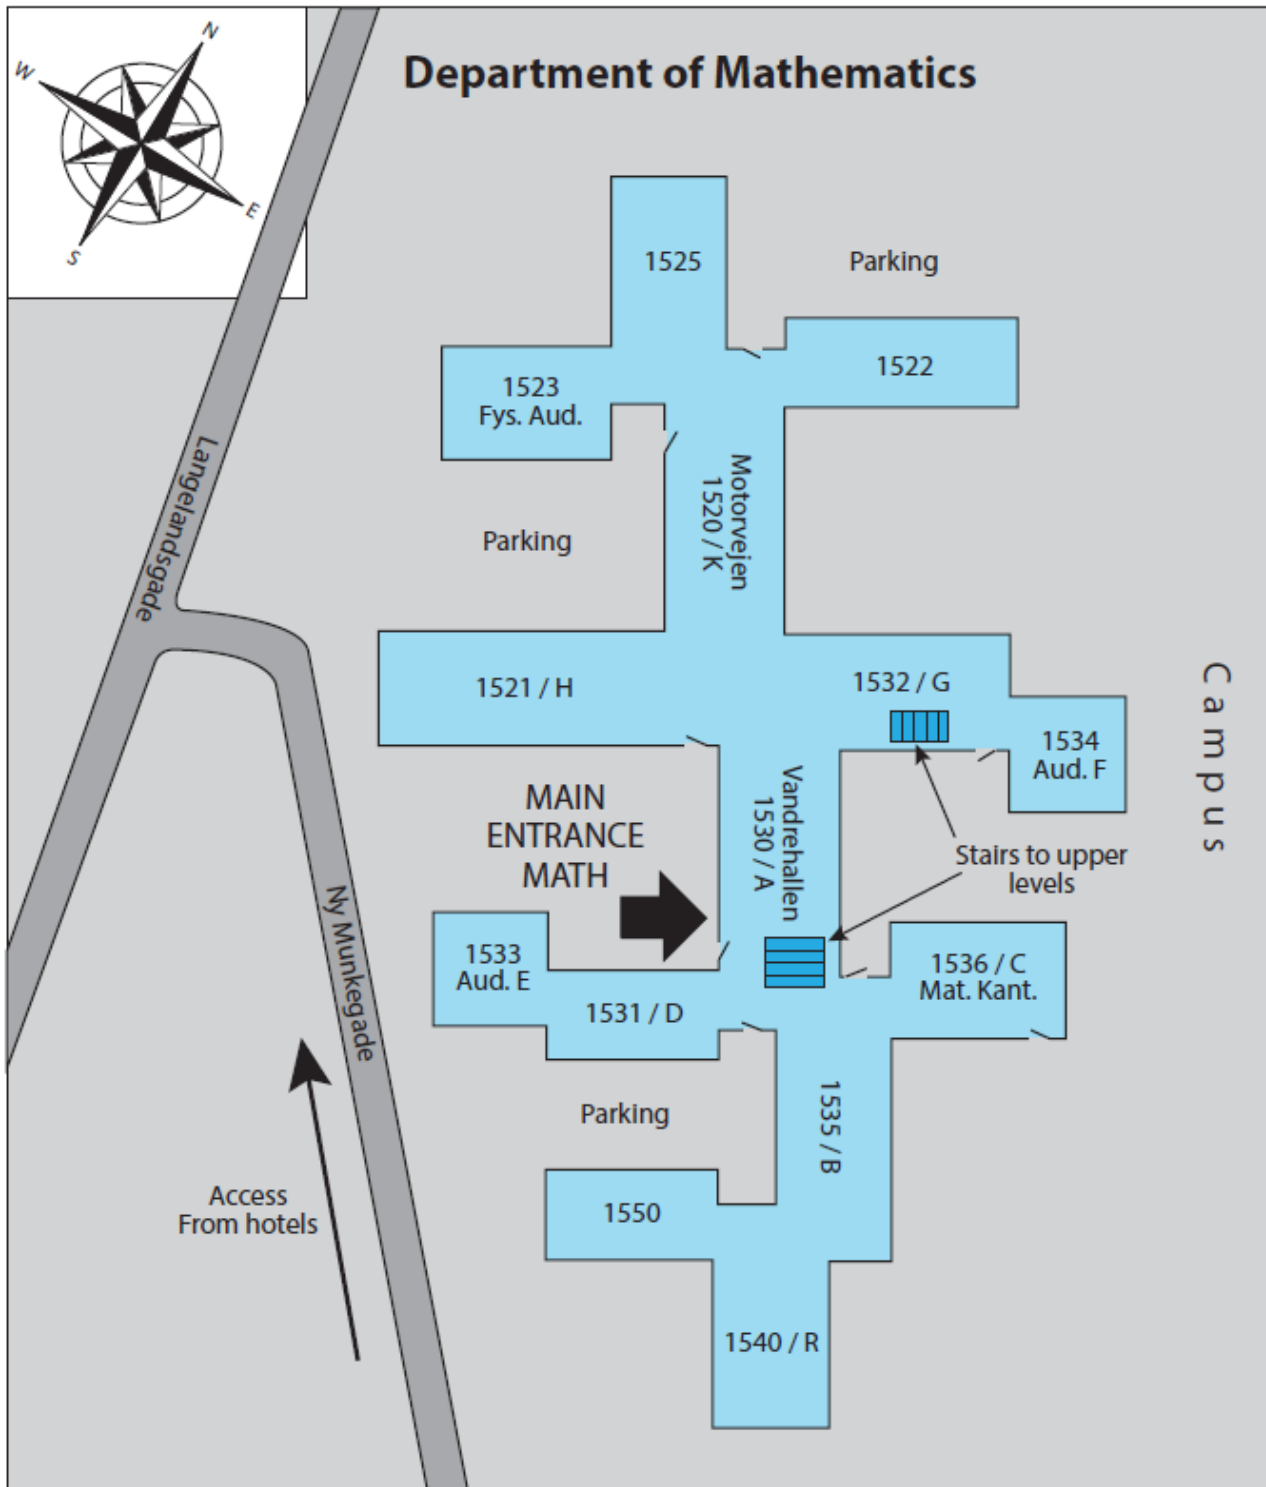 N
W
E
S
Department of Mathematics
1525
Parking
1522
1523
Fys. Aud.
Motorvejen
1520 / K
Langelandsgade
Parking
1521 / H
1532 / G
1534
Aud. F
Campus
MAIN
ENTRANCE
MATH
Vandrehallen
1530 / A
Stairs to upper
levels
1533
Aud. E
1531 / D
1536 / C
Mat. Kant.
Ny Munkegade
Parking
1535 / B
Access
From hotels
1550
1540 / R